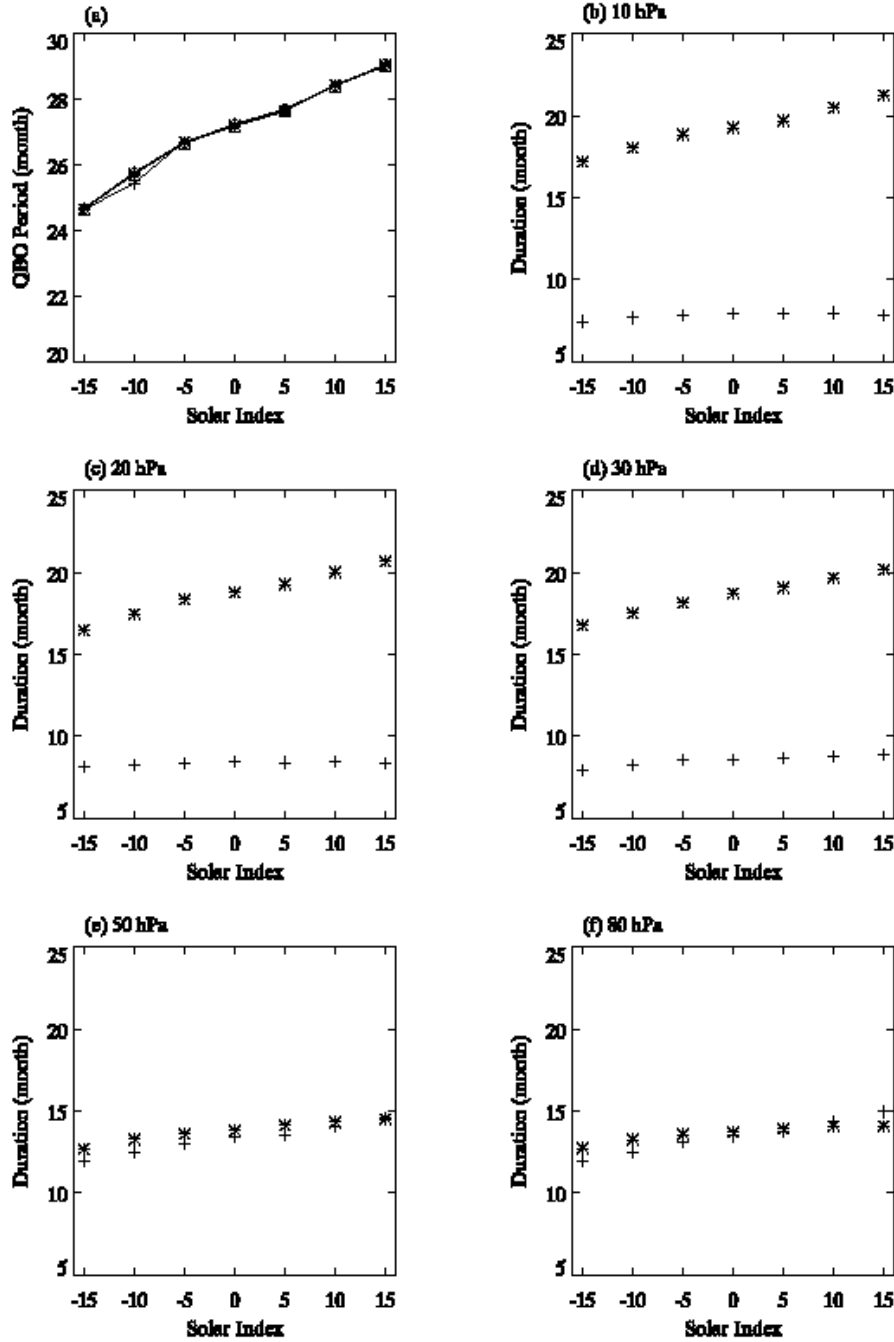 (a)
30
28
26
24
22
20
QBO Period (month)
-15 -10 -5 0 5 10 15
Solar Index
(b) 10 hPa
25
20
15
10
5
Duration (month)
-15 -10 -5 0 5 10 15
Solar Index
(c) 20 hPa
25
20
15
10
5
Duration (month)
-15 -10 -5 0 5 10 15
Solar Index
(d) 30 hPa
25
20
15
10
5
Duration (month)
-15 -10 -5 0 5 10 15
Solar Index
(e) 50 hPa
25
20
15
10
5
Duration (month)
-15 -10 -5 0 5 10 15
Solar Index
(f) 80 hPa
25
20
15
10
5
Duration (month)
-15 -10 -5 0 5 10 15
Solar Index